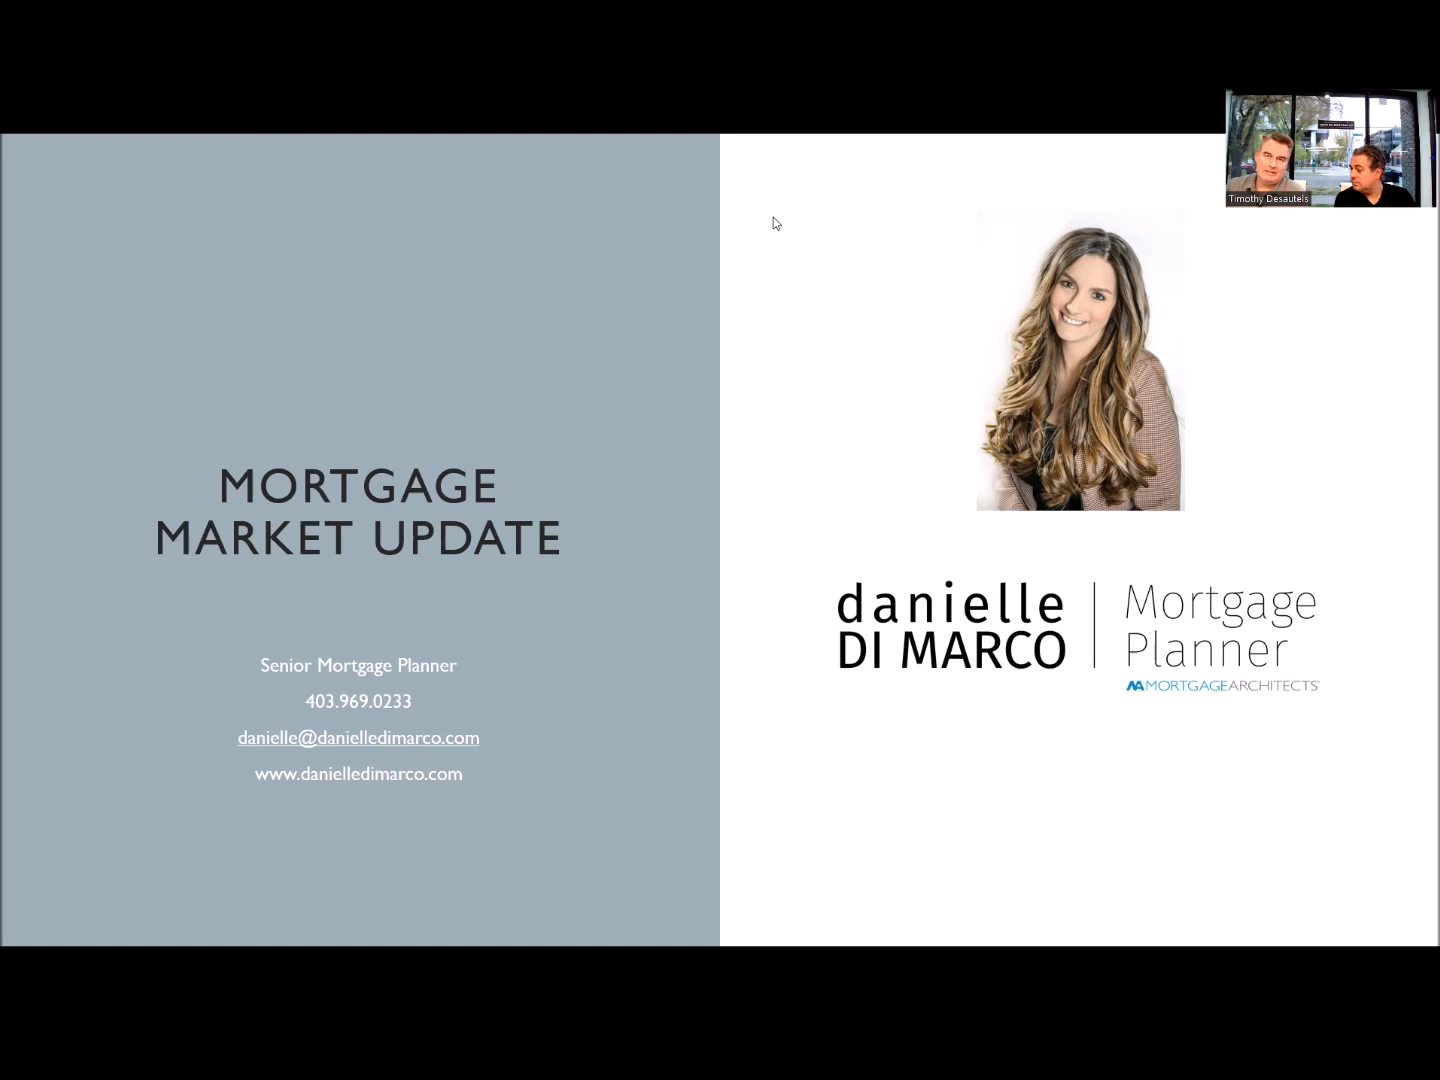 Timothy Desautels
MORTGAGE
MARKET UPDATE
Senior Mortgage Planner
403.969.0233
danielle@danielledimarco.com
www.danielledimarco.com
danielle
DI MARCO
Mortgage
Planner
MORTGAGEARCHITECTS